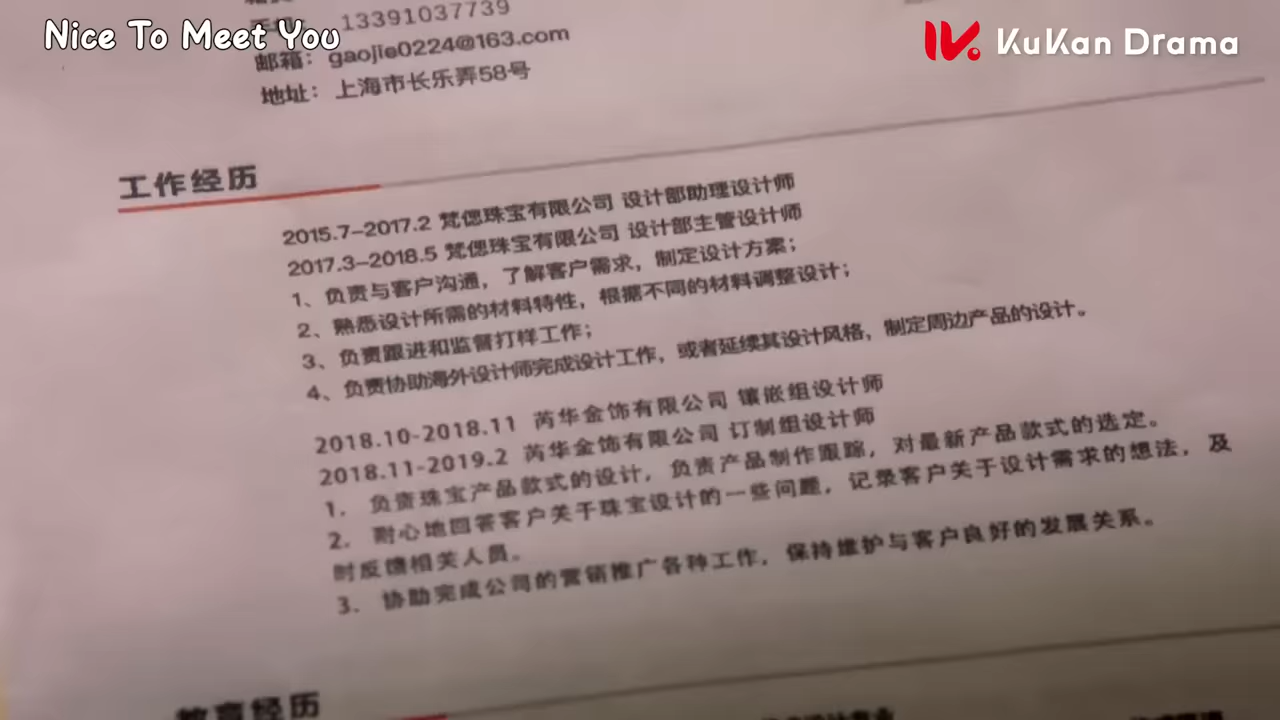 Nice To Meet You
KuKan Drama
13391037739
邮箱：gaojie0224@163.com
地址：上海市长乐弄58号
工作经历
2015.7-2017.2 梵偲珠宝有限公司 设计部助理设计师
2017.3-2018.5 梵偲珠宝有限公司 设计部主管设计师
1、负责与客户沟通，了解客户需求，制定设计方案；
2、熟悉设计所需的材料特性，根据不同的材料调整设计；
3、负责跟进和监督打样工作；
4、负责协助海外设计师完成设计工作，或者延续其设计风格，制定周边产品的设计。
2018.10-2018.11 芮华金饰有限公司 镶嵌组设计师
2018.11-2019.2 芮华金饰有限公司 订制组设计师
1. 负责珠宝产品款式的设计，负责产品制作跟踪，对最新产品款式的选定。
2. 耐心地回答客户关于珠宝设计的一些问题，记录客户关于设计需求的想法，及
时反馈相关人员。
3. 协助完成公司的营销推广各种工作，保持维护与客户良好的发展关系。
教育经历